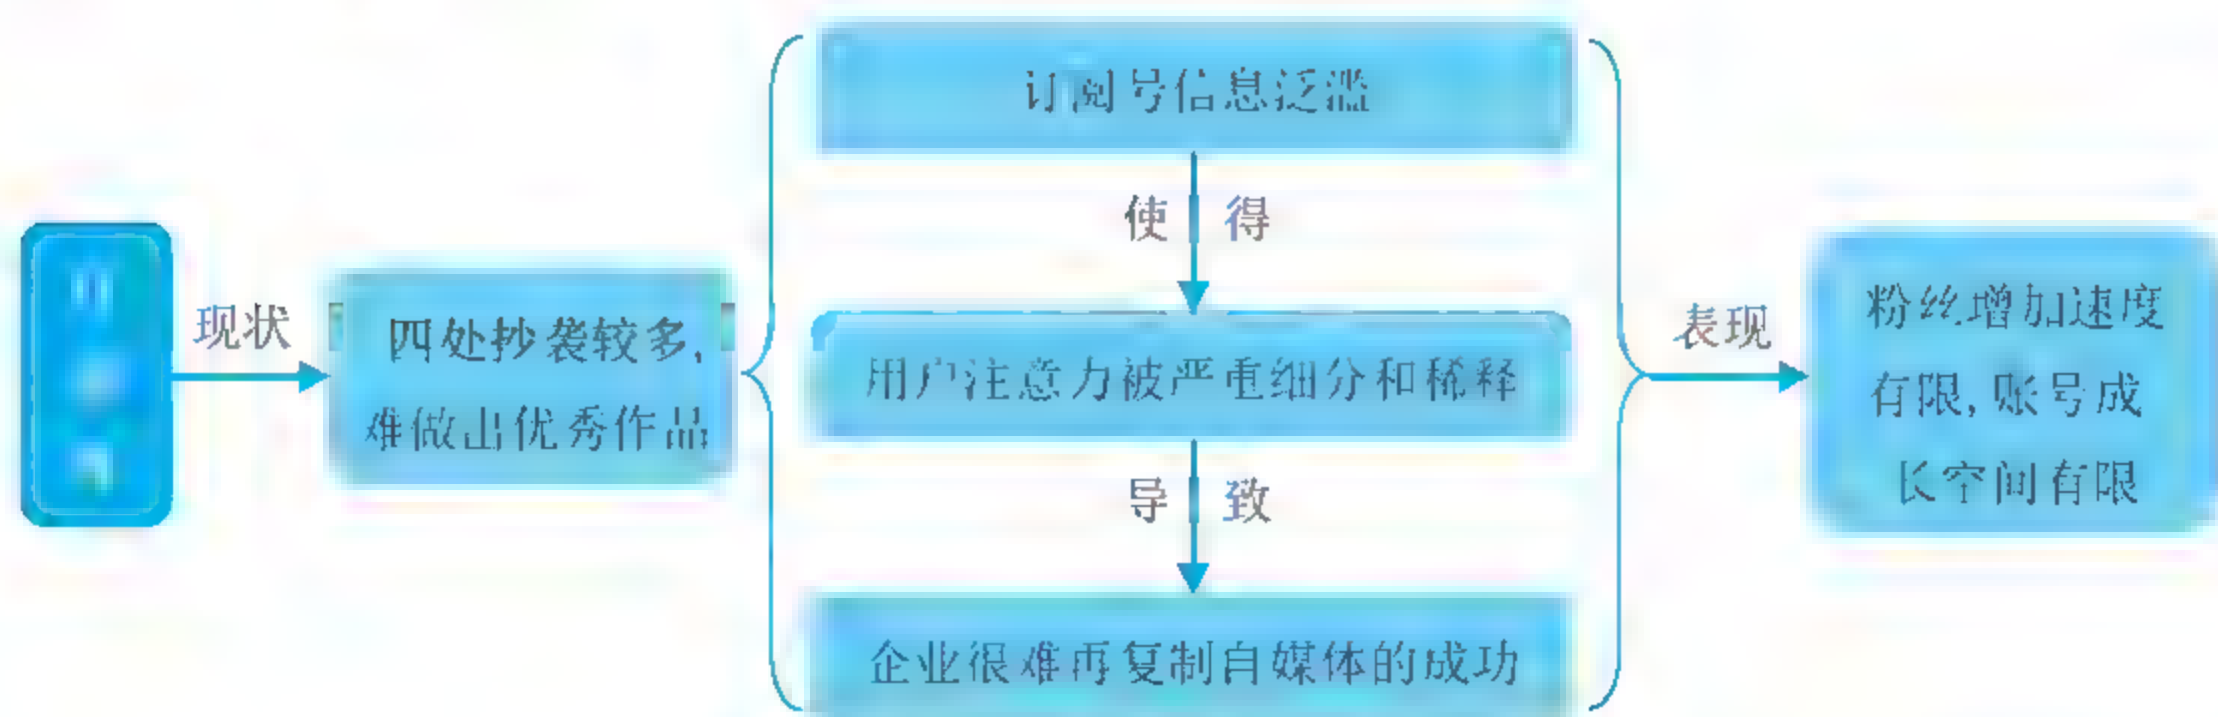 现状
四处抄袭较多,
难做出优秀作品
订阅号信息泛滥
使得
用户注意力被严重细分和稀释
导致
企业很难再复制自媒体的成功
表现
粉丝增加速度
有限, 账号成
长空间有限